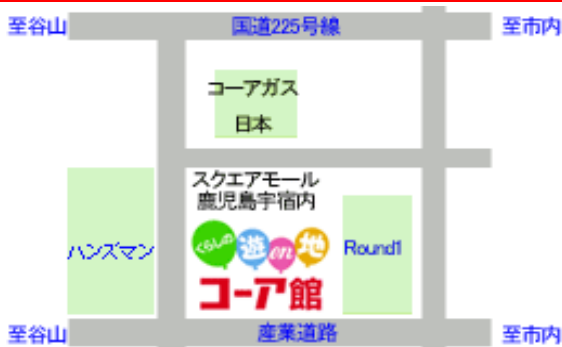 至谷山 国道225号線 至市内
コーアガス
日本
スクエアモール
鹿児島宇宿内
ハンズマン くらしの 遊 en 地 Round1
コーア館
至谷山 産業道路 至市内